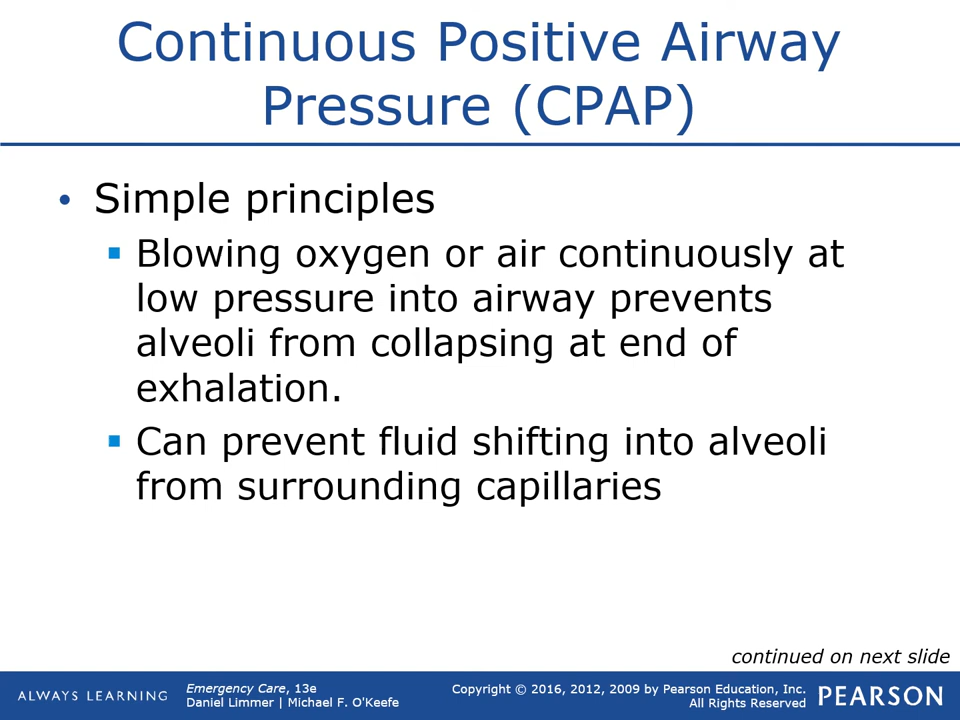 Continuous Positive Airway
Pressure (CPAP)
• Simple principles
▪ Blowing oxygen or air continuously at
low pressure into airway prevents
alveoli from collapsing at end of
exhalation.
▪ Can prevent fluid shifting into alveoli
from surrounding capillaries
continued on next slide
ALWAYS LEARNING
Emergency Care, 13e
Daniel Limmer | Michael F. O'Keefe
Copyright © 2016, 2012, 2009 by Pearson Education, Inc.
All Rights Reserved
PEARSON